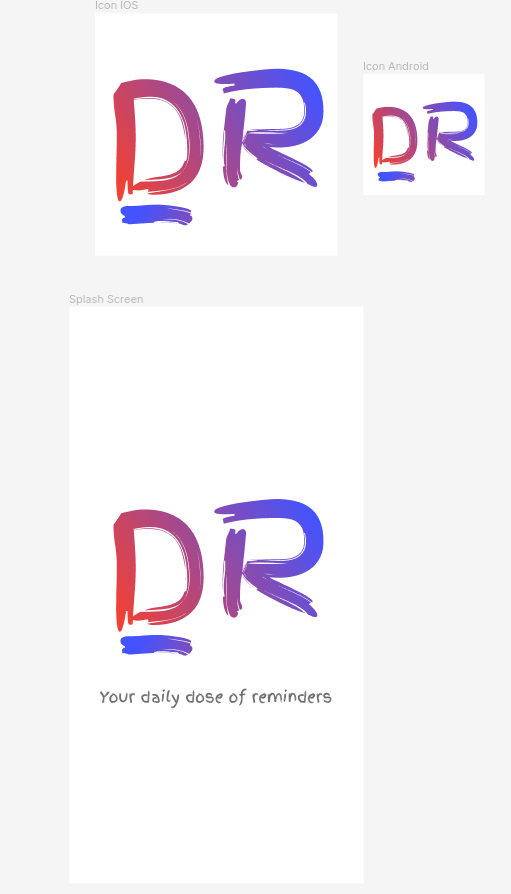 Icon IOS
DR
Icon Android
DR
Splash Screen
DR
Your daily dose of reminders